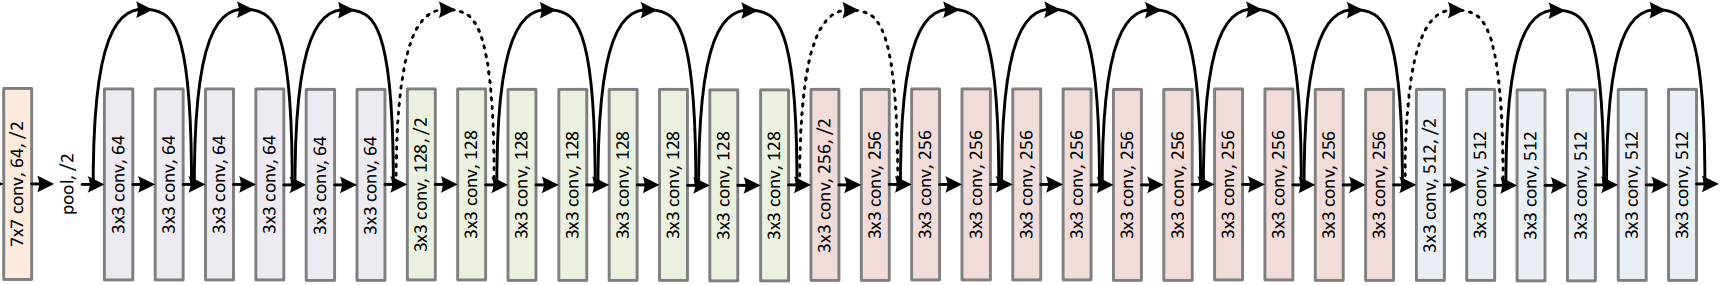 7x7 conv, 64, /2
pool, /2
3x3 conv, 64
3x3 conv, 64
3x3 conv, 64
3x3 conv, 64
3x3 conv, 64
3x3 conv, 64
3x3 conv, 128, /2
3x3 conv, 128
3x3 conv, 128
3x3 conv, 128
3x3 conv, 128
3x3 conv, 128
3x3 conv, 128
3x3 conv, 128
3x3 conv, 256, /2
3x3 conv, 256
3x3 conv, 256
3x3 conv, 256
3x3 conv, 256
3x3 conv, 256
3x3 conv, 256
3x3 conv, 256
3x3 conv, 256
3x3 conv, 256
3x3 conv, 256
3x3 conv, 256
3x3 conv, 512, /2
3x3 conv, 512
3x3 conv, 512
3x3 conv, 512
3x3 conv, 512
3x3 conv, 512